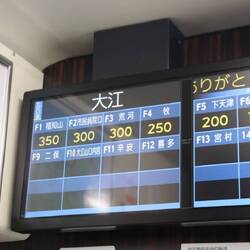 大江
ありがと
F1 福知山 F2 市民病院口 F3 荒河 F4 牧
350 300 300 250
F9 二俣 F10 大江山口内宮 F11 辛皮 F12 喜多
F5 下天津
200
F13 宮村